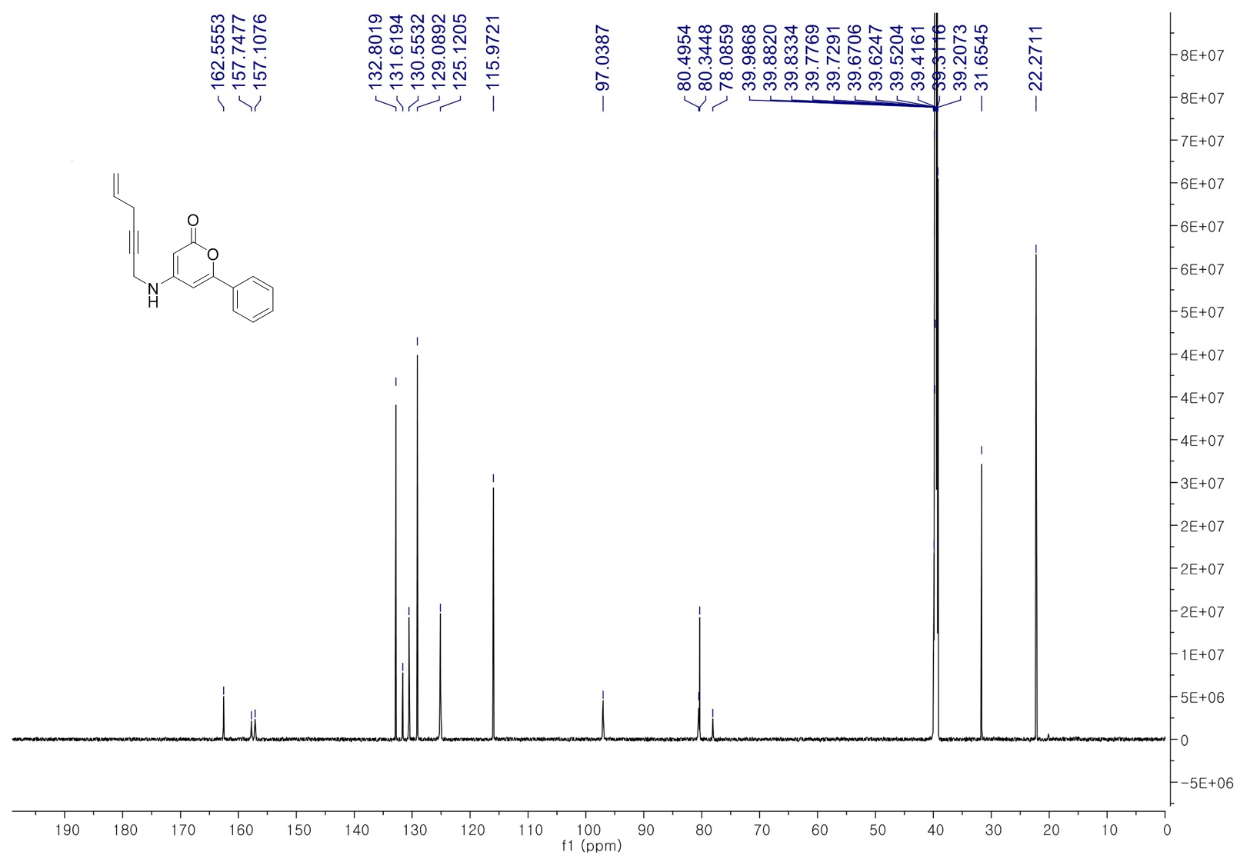 162.5553
157.7477
157.1076
132.8019
131.6194
130.5532
129.0892
125.1205
115.9721
97.0387
80.4954
80.3448
78.0859
39.9868
39.8820
39.8334
39.7769
39.7291
39.6706
39.6247
39.5204
39.4161
39.3116
39.2073
31.6545
22.2711
8E+07
8E+07
7E+07
6E+07
6E+07
6E+07
5E+07
4E+07
4E+07
4E+07
3E+07
2E+07
2E+07
2E+07
1E+07
5E+06
0
-5E+06
O
O
N
H
190 180 170 160 150 140 130 120 110 100 90 80 70 60 50 40 30 20 10 0
f1 (ppm)